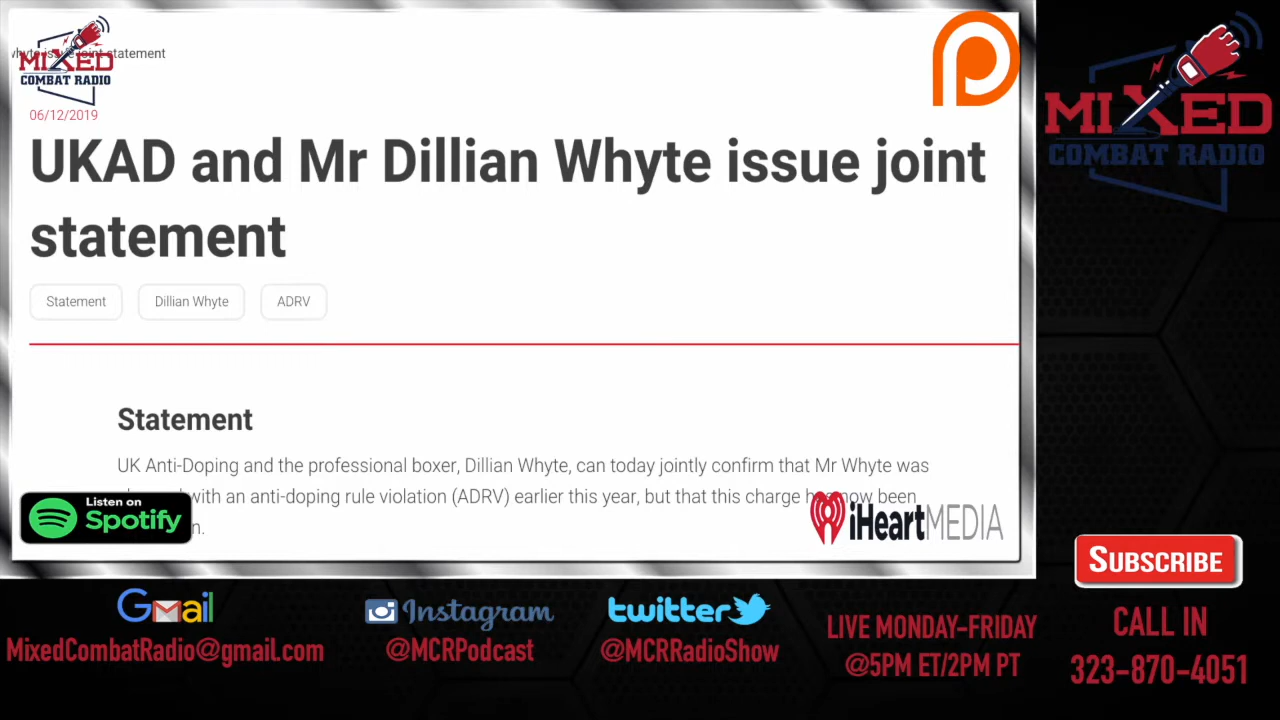 issue joint statement
MIXED
COMBAT RADIO
06/12/2019
UKAD and Mr Dillian Whyte issue joint
statement
Statement
Dillian Whyte
ADRV
Statement
UK Anti-Doping and the professional boxer, Dillian Whyte, can today jointly confirm that Mr Whyte was
with an anti-doping rule violation (ADRV) earlier this year, but that this charge now been
Listen on
Spotify
iHeartMEDIA
MIXED
COMBAT RADIO
SUBSCRIBE
Gmail
MixedCombatRadio@gmail.com
Instagram
@MCRPodcast
twitter
@MCRRadioShow
LIVE MONDAY-FRIDAY
@5PM ET/2PM PT
CALL IN
323-870-4051